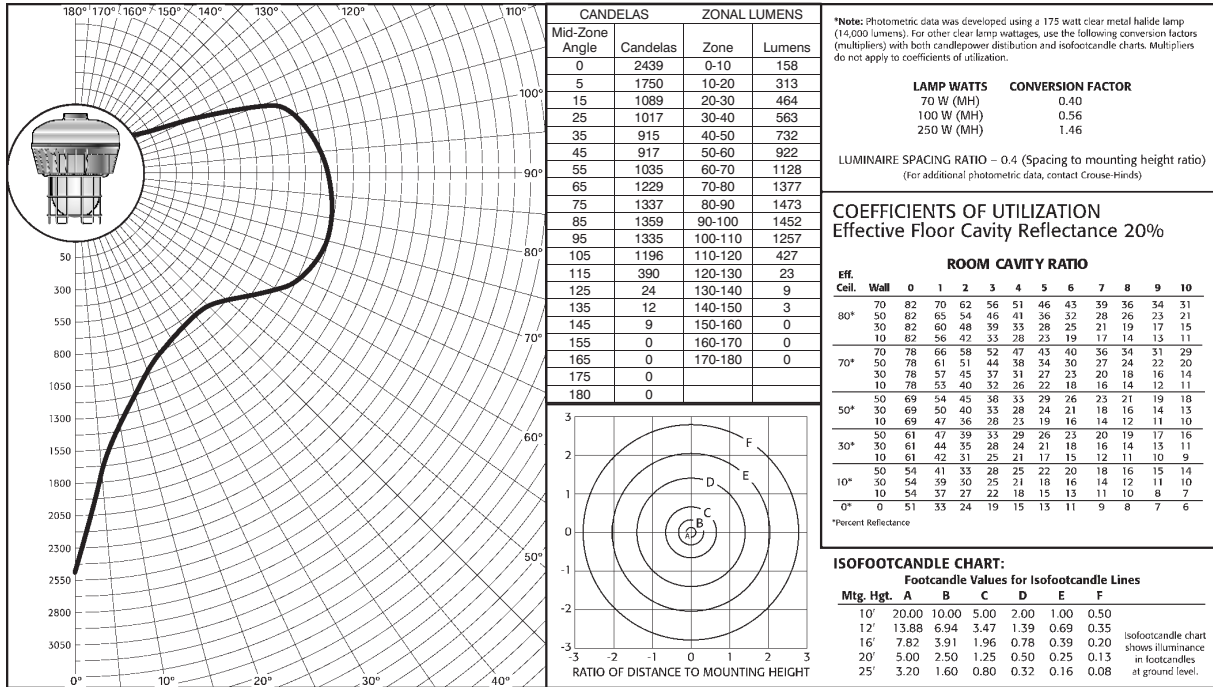 180° 170° 160° 150° 140° 130° 120° 110°
100°
90°
80°
70°
60°
50°
50
300
550
800
1050
1300
1550
1800
2050
2300
2550
2800
3050
0° 10° 20° 30° 40°
CANDELAS ZONAL LUMENS
Mid-Zone Angle Candelas Zone Lumens
0 2439 0-10 158
5 1750 10-20 313
15 1089 20-30 464
25 1017 30-40 563
35 915 40-50 732
45 917 50-60 922
55 1035 60-70 1128
65 1229 70-80 1377
75 1337 80-90 1473
85 1359 90-100 1452
95 1335 100-110 1257
105 1196 110-120 427
115 390 120-130 23
125 24 130-140 9
135 12 140-150 3
145 9 150-160 0
155 0 160-170 0
165 0 170-180 0
175 0
180 0
3
2
1
0
-1
-2
-3
F
E
D
C
B
A
-3 -2 -1 0 1 2 3
RATIO OF DISTANCE TO MOUNTING HEIGHT
*Note: Photometric data was developed using a 175 watt clear metal halide lamp
(14,000 lumens). For other clear lamp wattages, use the following conversion factors
(multipliers) with both candlepower distibution and isofootcandle charts. Multipliers
do not apply to coefficients of utilization.
LAMP WATTS CONVERSION FACTOR
70 W (MH) 0.40
100 W (MH) 0.56
250 W (MH) 1.46
LUMINAIRE SPACING RATIO – 0.4 (Spacing to mounting height ratio)
(For additional photometric data, contact Crouse-Hinds)
COEFFICIENTS OF UTILIZATION
Effective Floor Cavity Reflectance 20%
ROOM CAVITY RATIO
Eff.
Ceil. Wall 0 1 2 3 4 5 6 7 8 9 10
80* 70 82 70 62 56 51 46 43 39 36 34 31
50 82 65 54 46 41 36 32 28 26 23 21
30 82 60 48 39 33 28 25 21 19 17 15
10 82 56 42 33 28 23 19 17 14 13 11
70* 70 78 66 58 52 47 43 40 36 34 31 29
50 78 61 51 44 38 34 30 27 24 22 20
30 78 57 45 37 31 27 23 20 18 16 14
10 78 53 40 32 26 22 18 16 14 12 11
50* 50 69 54 45 38 33 29 26 23 21 19 18
30 69 50 40 33 28 24 21 18 16 14 13
10 69 47 36 28 23 19 16 14 12 11 10
30* 50 61 47 39 33 29 26 23 20 19 17 16
30 61 44 35 28 24 21 18 16 14 13 11
10 61 42 31 25 21 17 15 12 11 10 9
10* 50 54 41 33 28 25 22 20 18 16 15 14
30 54 39 30 25 21 18 16 14 12 11 10
10 54 37 27 22 18 15 13 11 10 8 7
0* 0 51 33 24 19 15 13 11 9 8 7 6
*Percent Reflectance
ISOFOOTCANDLE CHART:
Footcandle Values for Isofootcandle Lines
Mtg. Hgt. A B C D E F
10' 20.00 10.00 5.00 2.00 1.00 0.50
12' 13.88 6.94 3.47 1.39 0.69 0.35
16' 7.82 3.91 1.96 0.78 0.39 0.20
20' 5.00 2.50 1.25 0.50 0.25 0.13
25' 3.20 1.60 0.80 0.32 0.16 0.08
Isofootcandle chart
shows illuminance
in footcandles
at ground level.